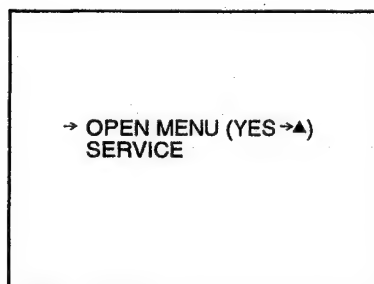 → OPEN MENU (YES →▲)
SERVICE